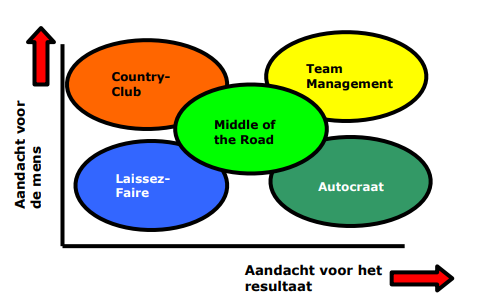 Country-
Club
Team
Management
Middle of
the Road
Laissez-
Faire
Autocraat
Aandacht voor
de mens
Aandacht voor het
resultaat